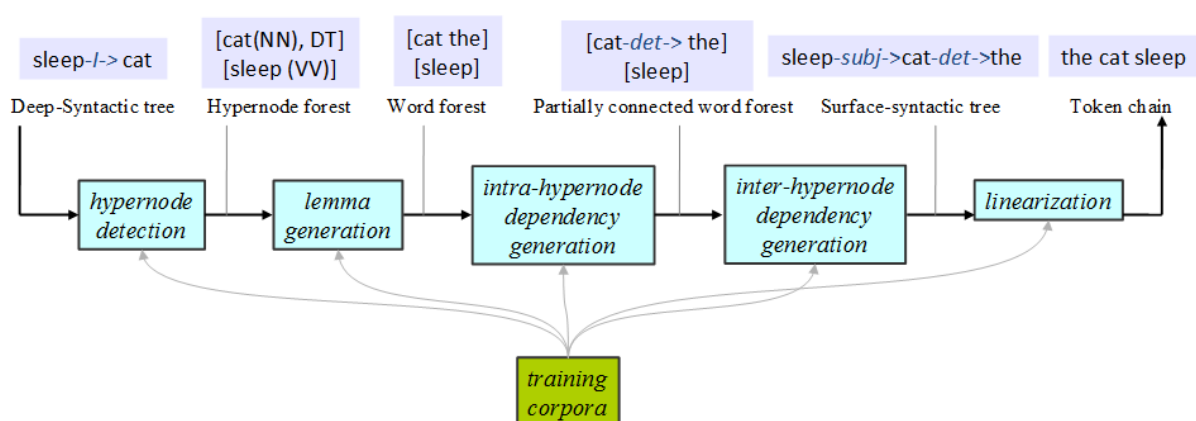 sleep-I-> cat
[cat(NN), DT]
[sleep (VV)]
[cat the]
[sleep]
[cat-det-> the]
[sleep]
sleep-subj->cat-det->the
the cat sleep
Deep-Syntactic tree
Hypernode forest
Word forest
Partially connected word forest
Surface-syntactic tree
Token chain
hypernode
detection
lemma
generation
intra-hypernode
dependency
generation
inter-hypernode
dependency
generation
linearization
training
corpora